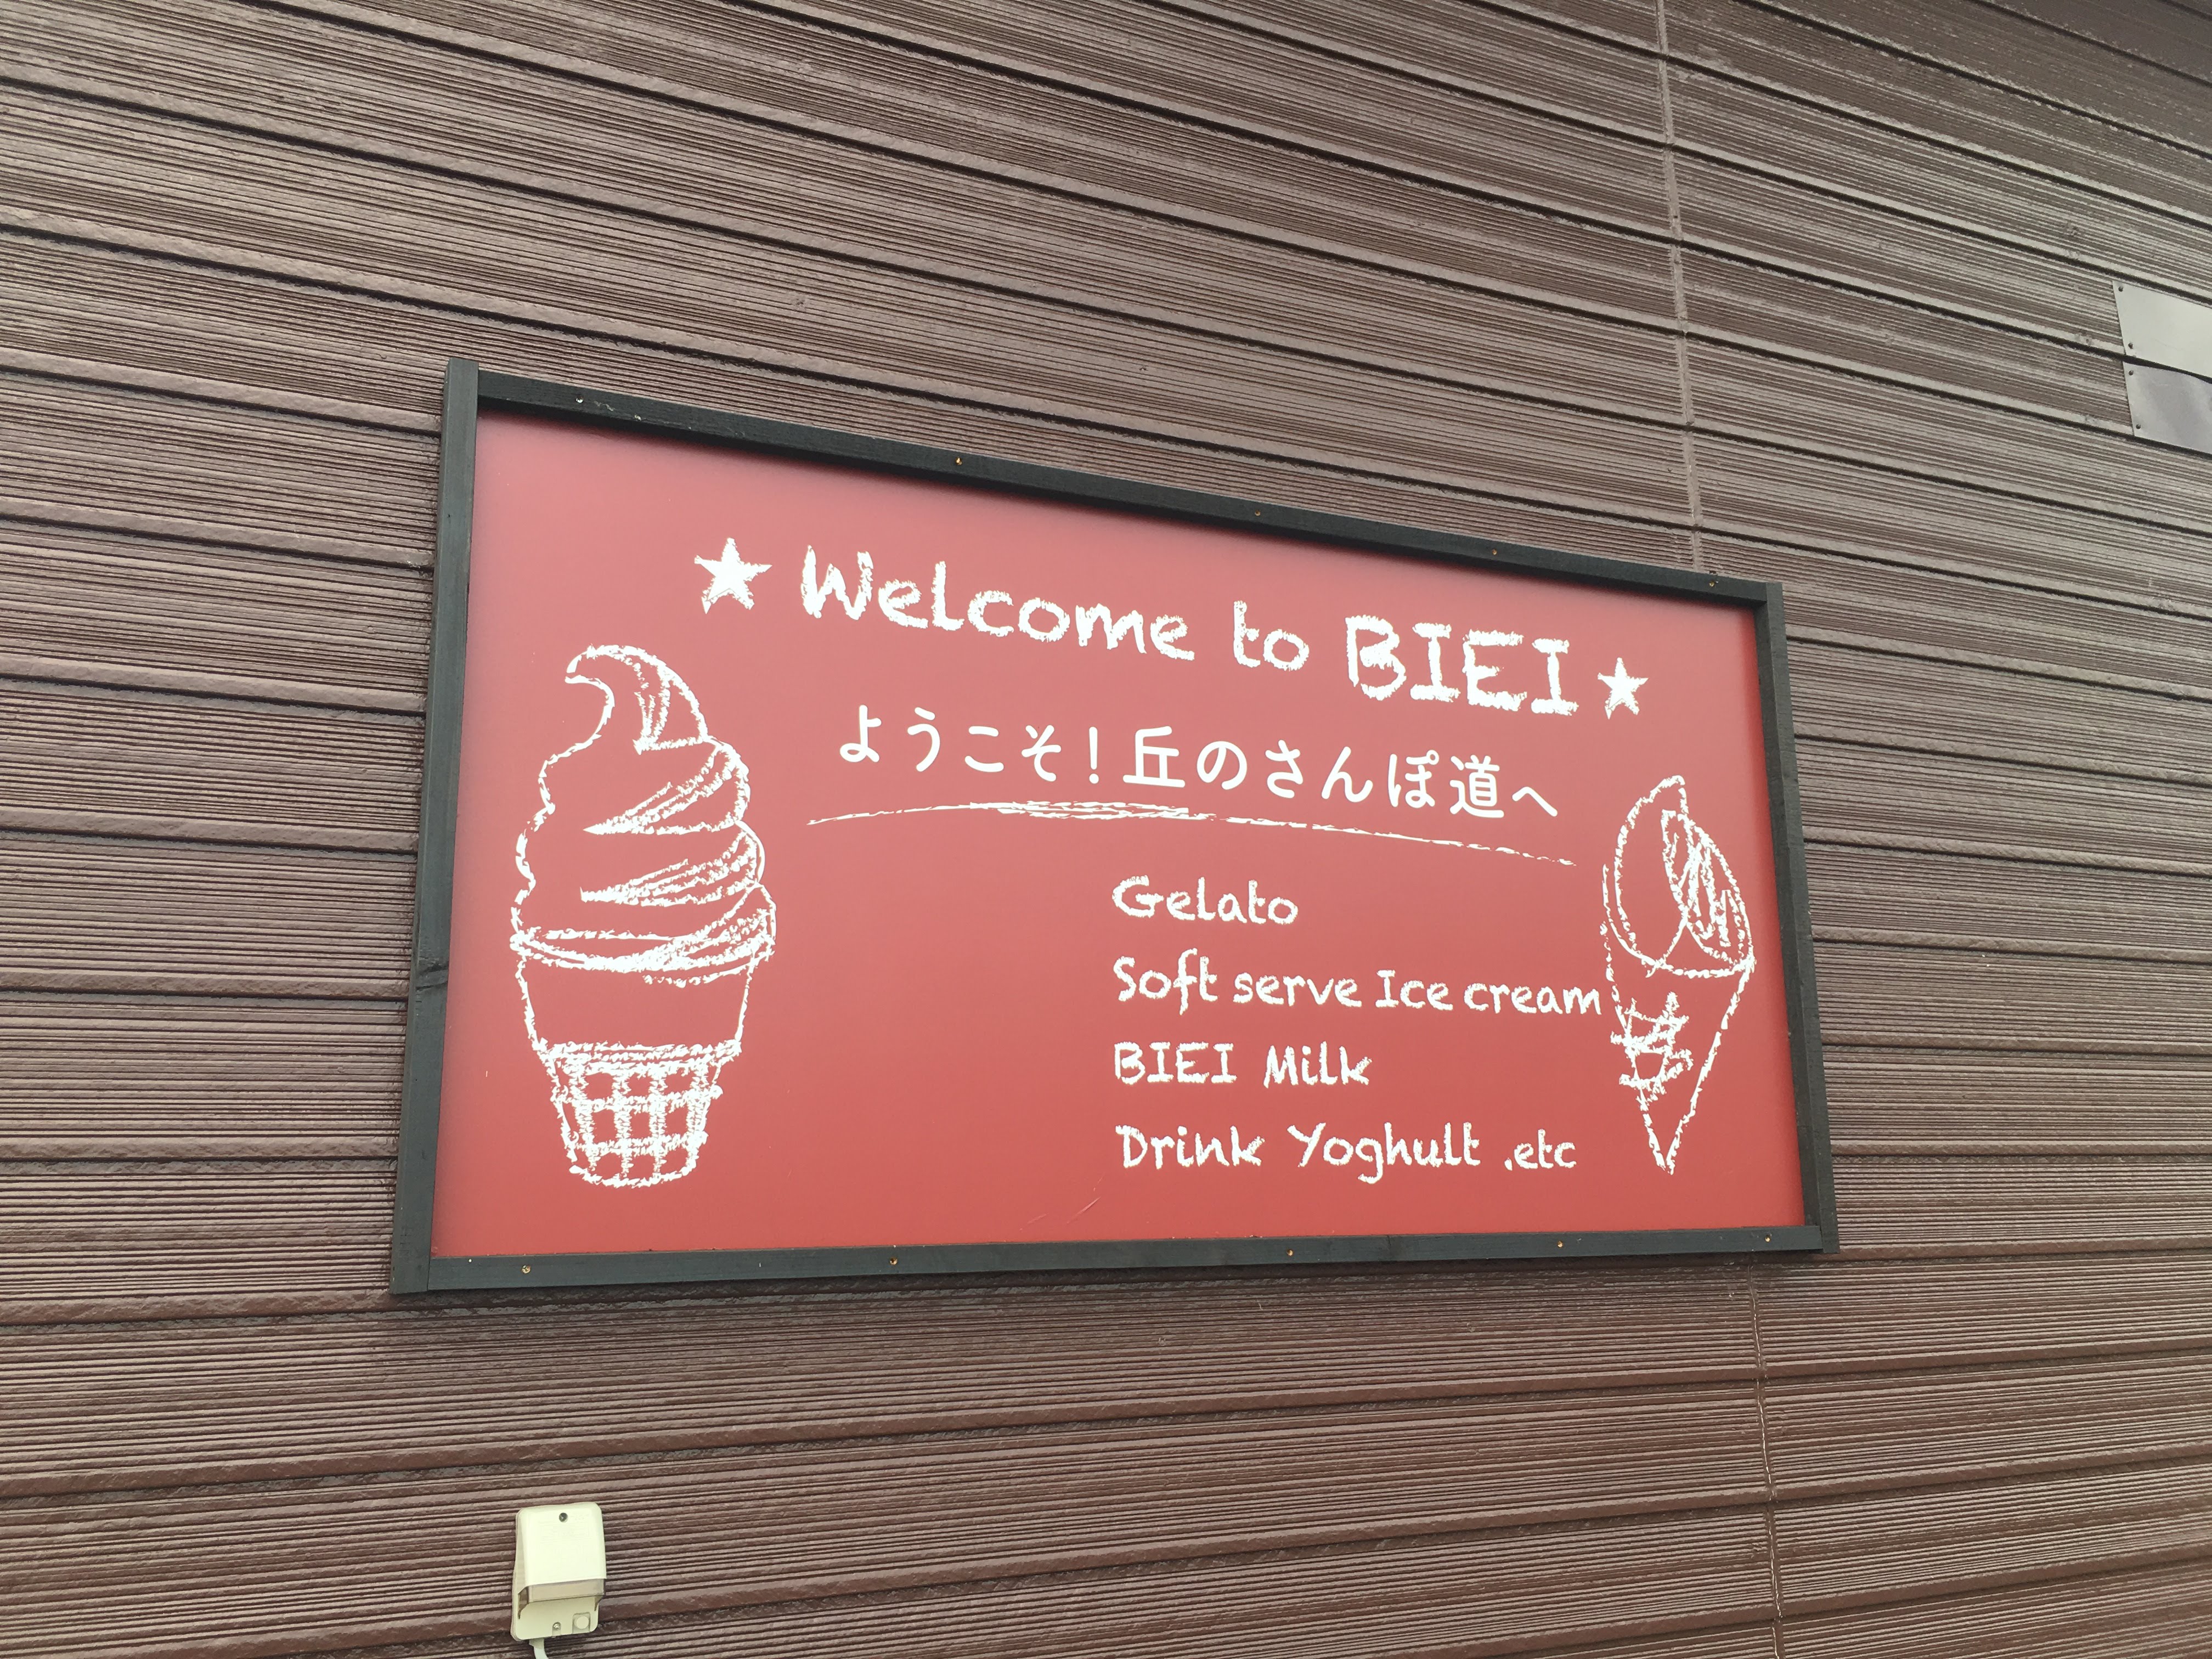 ★ Welcome to BIEI ★
ようこそ！丘のさんぽ道へ
Gelato
Soft serve Ice cream
BIEI Milk
Drink Yoghult .etc